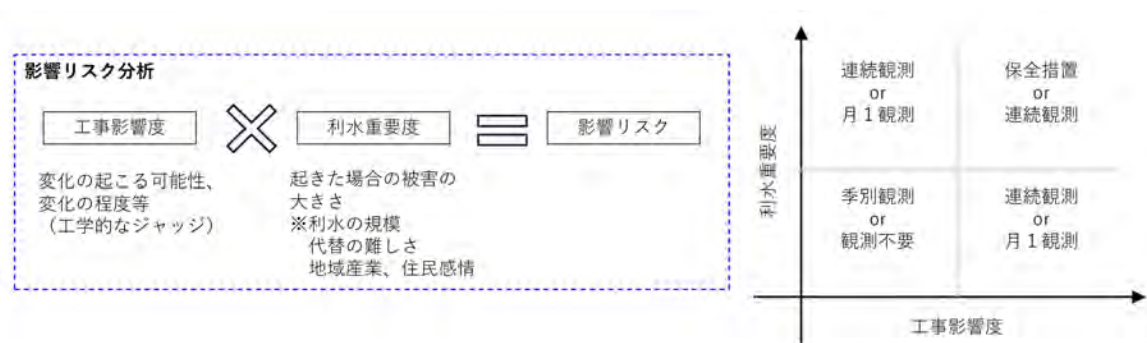 影響リスク分析
工事影響度
利水重要度
影響リスク
変化の起こる可能性、
変化の程度等
（工学的なジャッジ）
起きた場合の被害の
大きさ
※利水の規模
代替の難しさ
地域産業、住民感情
利水重要度
連続観測
or
月１観測
保全措置
or
連続観測
季別観測
or
観測不要
連続観測
or
月１観測
工事影響度